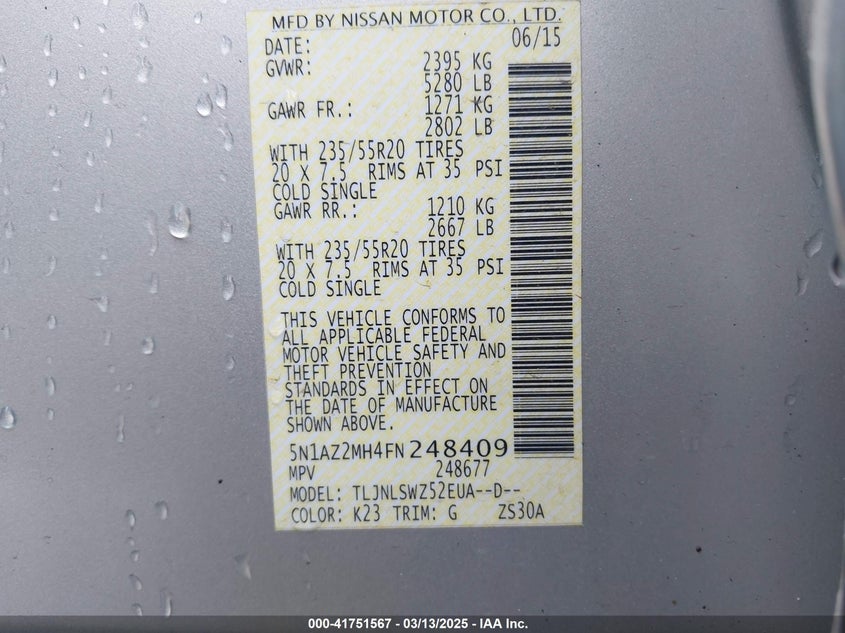 MFD BY NISSAN MOTOR CO., LTD.
DATE: 06/15
GVWR: 2395 KG
5280 LB
GAWR FR.: 1271 KG
2802 LB
WITH 235/55R20 TIRES
20 X 7.5 RIMS AT 35 PSI
COLD SINGLE
GAWR RR.: 1210 KG
2667 LB
WITH 235/55R20 TIRES
20 X 7.5 RIMS AT 35 PSI
COLD SINGLE
THIS VEHICLE CONFORMS TO
ALL APPLICABLE FEDERAL
MOTOR VEHICLE SAFETY AND
THEFT PREVENTION
STANDARDS IN EFFECT ON
THE DATE OF MANUFACTURE
SHOWN ABOVE.
5N1AZ2MH4FN248409
MPV 248677
MODEL: TLJNLSWZ52EUA--D--
COLOR: K23 TRIM: G ZS30A
000-41751567 - 03/13/2025 - IAA Inc.